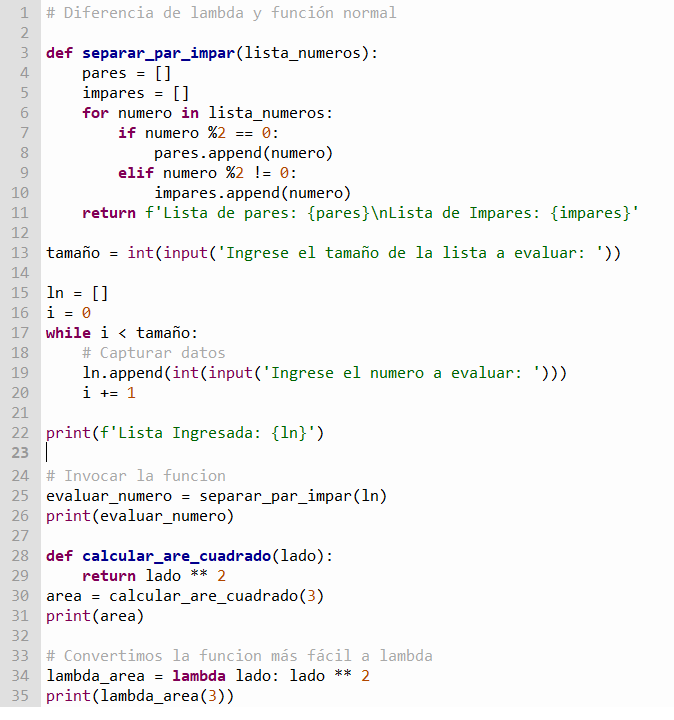 1 # Diferencia de lambda y función normal
2
3 def separar_par_impar(lista_numeros):
4     pares = []
5     impares = []
6     for numero in lista_numeros:
7         if numero %2 == 0:
8             pares.append(numero)
9         elif numero %2 != 0:
10             impares.append(numero)
11     return f'Lista de pares: {pares}\nLista de Impares: {impares}'
12
13 tamaño = int(input('Ingrese el tamaño de la lista a evaluar: '))
14
15 ln = []
16 i = 0
17 while i < tamaño:
18     # Capturar datos
19     ln.append(int(input('Ingrese el numero a evaluar: ')))
20     i += 1
21
22 print(f'Lista Ingresada: {ln}')
23
24 # Invocar la funcion
25 evaluar_numero = separar_par_impar(ln)
26 print(evaluar_numero)
27
28 def calcular_are_cuadrado(lado):
29     return lado ** 2
30 area = calcular_are_cuadrado(3)
31 print(area)
32
33 # Convertimos la funcion más fácil a lambda
34 lambda_area = lambda lado: lado ** 2
35 print(lambda_area(3))